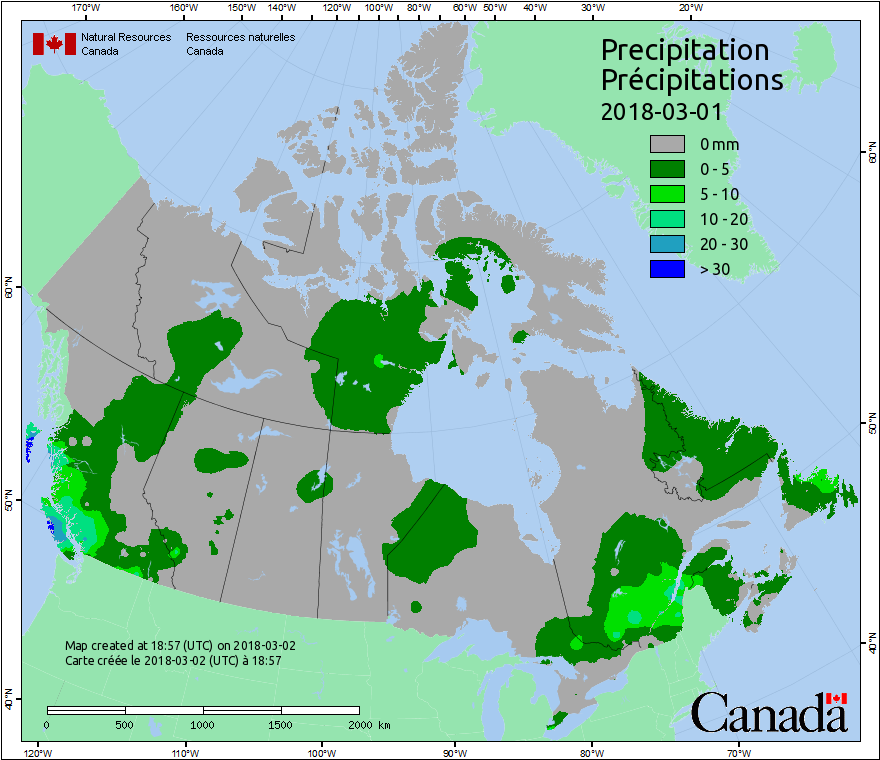 170°W 160°W 150°W 140°W 130°W 120°W 110°W 100°W 90°W 80°W 70°W 60°W 50°W 40°W 30°W 20°W
Natural Resources Ressources naturelles
Canada Canada
Precipitation
Précipitations
2018-03-01
0 mm
0 - 5
5 - 10
10 - 20
20 - 30
> 30
60°N
60°N
50°N
50°N
40°N
40°N
Map created at 18:57 (UTC) on 2018-03-02
Carte créée le 2018-03-02 (UTC) à 18:57
0 500 1000 1500 2000 km
Canada
120°W 110°W 100°W 90°W 80°W 70°W